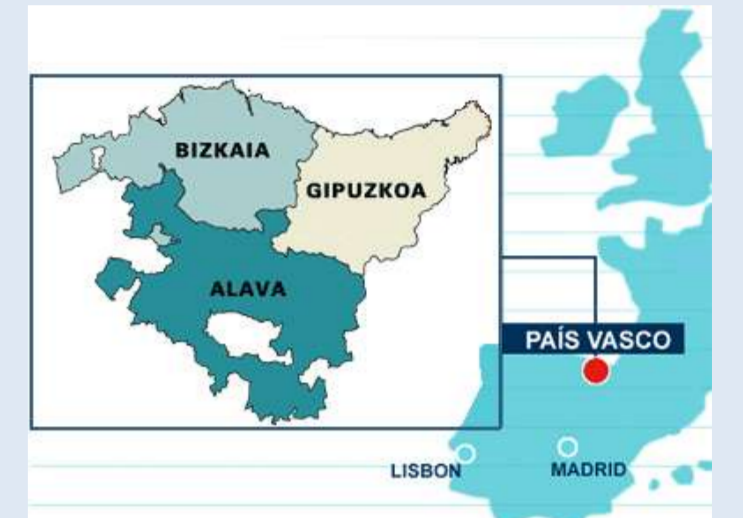 BIZKAIA
GIPUZKOA
ALAVA
PAÍS VASCO
LISBON
MADRID